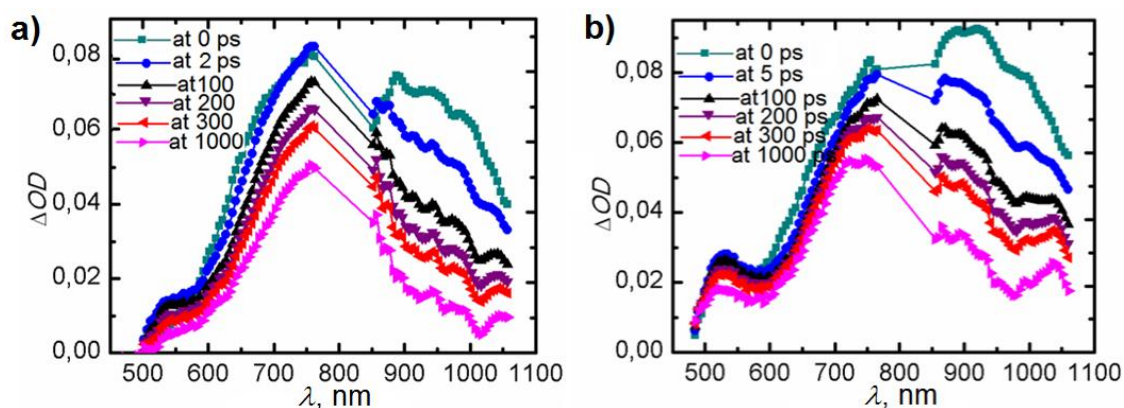 a)
at 0 ps
at 2 ps
at100
at 200
at 300
at 1000
0,08
0,06
0,04
0,02
0,00
ΔOD
500 600 700 800 900 1000 1100
λ, nm
b)
at 0 ps
at 5 ps
at100 ps
at 200 ps
at 300 ps
at 1000 ps
0,08
0,06
0,04
0,02
0,00
ΔOD
500 600 700 800 900 1000 1100
λ, nm